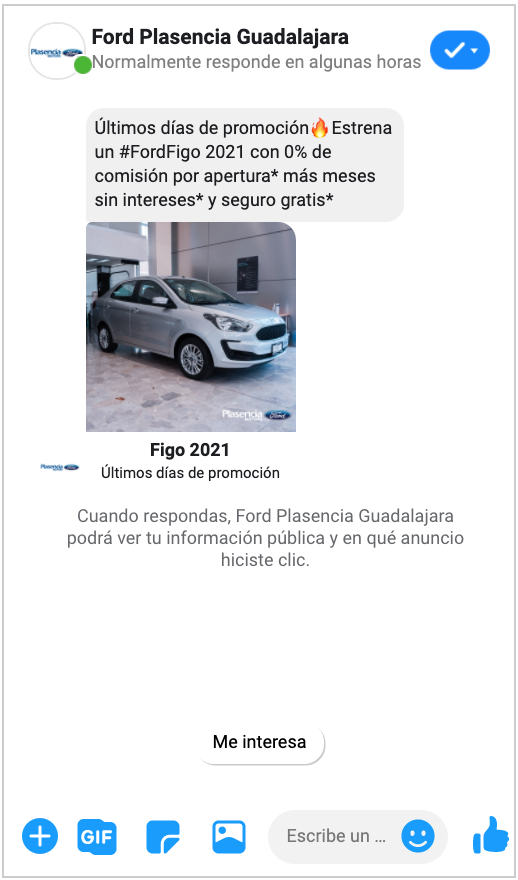 Ford Plasencia Guadalajara
Normalmente responde en algunas horas
Últimos días de promoción🔥Estrena
un #FordFigo 2021 con 0% de
comisión por apertura* más meses
sin intereses* y seguro gratis*
Plasencia Ford
Figo 2021
Últimos días de promoción
Cuando respondas, Ford Plasencia Guadalajara
podrá ver tu información pública y en qué anuncio
hiciste clic.
Me interesa
GIF
Escribe un ...